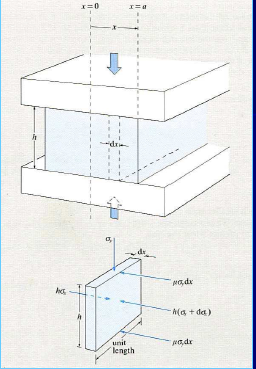 x=0 x=a
x
h
dx
σy
dx
hσx
μσydx
h(σx + dσx)
h
μσydx
unit
length